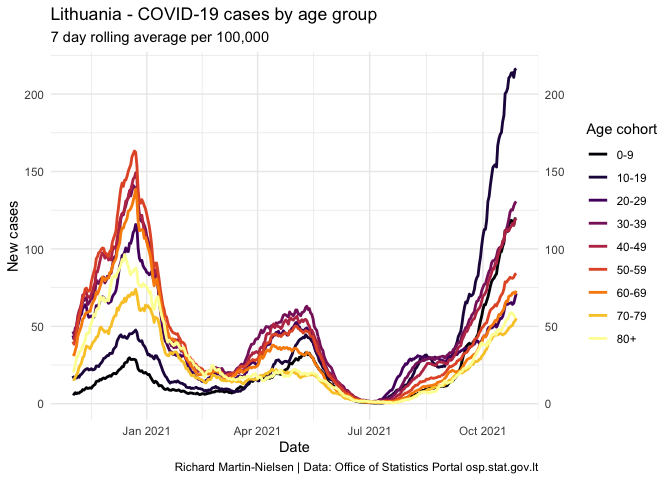 Lithuania - COVID-19 cases by age group
7 day rolling average per 100,000
New cases
200
150
100
50
0
200
150
100
50
0
Jan 2021 Apr 2021 Jul 2021 Oct 2021
Date
Age cohort
0-9
10-19
20-29
30-39
40-49
50-59
60-69
70-79
80+
Richard Martin-Nielsen | Data: Office of Statistics Portal osp.stat.gov.lt